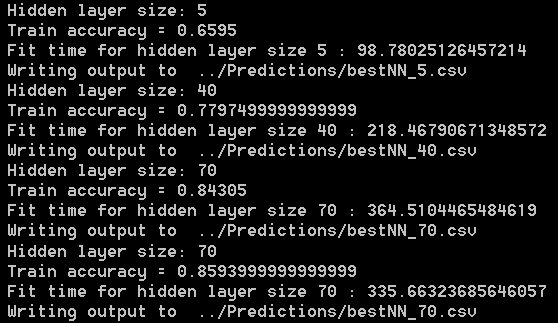 Hidden layer size: 5
Train accuracy = 0.6595
Fit time for hidden layer size 5 : 98.78025126457214
Writing output to  ../Predictions/bestNN_5.csv
Hidden layer size: 40
Train accuracy = 0.7797499999999999
Fit time for hidden layer size 40 : 218.46790671348572
Writing output to  ../Predictions/bestNN_40.csv
Hidden layer size: 70
Train accuracy = 0.84305
Fit time for hidden layer size 70 : 364.5104465484619
Writing output to  ../Predictions/bestNN_70.csv
Hidden layer size: 70
Train accuracy = 0.8593999999999999
Fit time for hidden layer size 70 : 335.66323685646057
Writing output to  ../Predictions/bestNN_70.csv